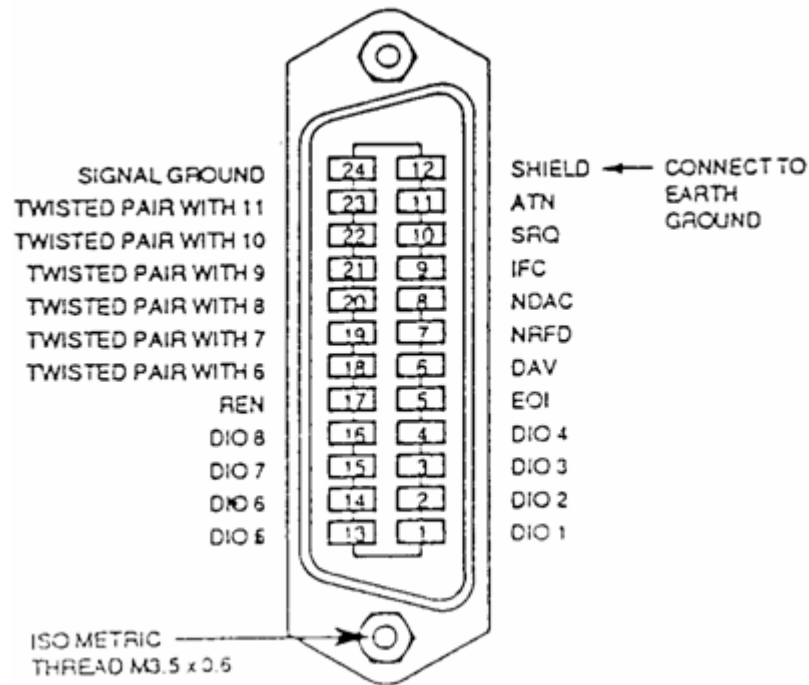 SIGNAL GROUND 24 12 SHIELD ← CONNECT TO
EARTH
GROUND
TWISTED PAIR WITH 11 23 11 ATN
TWISTED PAIR WITH 10 22 10 SRQ
TWISTED PAIR WITH 9 21 9 IFC
TWISTED PAIR WITH 8 20 8 NDAC
TWISTED PAIR WITH 7 19 7 NRFD
TWISTED PAIR WITH 6 18 6 DAV
REN 17 5 EOI
DIO 8 16 4 DIO 4
DIO 7 15 3 DIO 3
DIO 6 14 2 DIO 2
DIO 5 13 1 DIO 1
ISO METRIC
THREAD M3.5 x 0.6